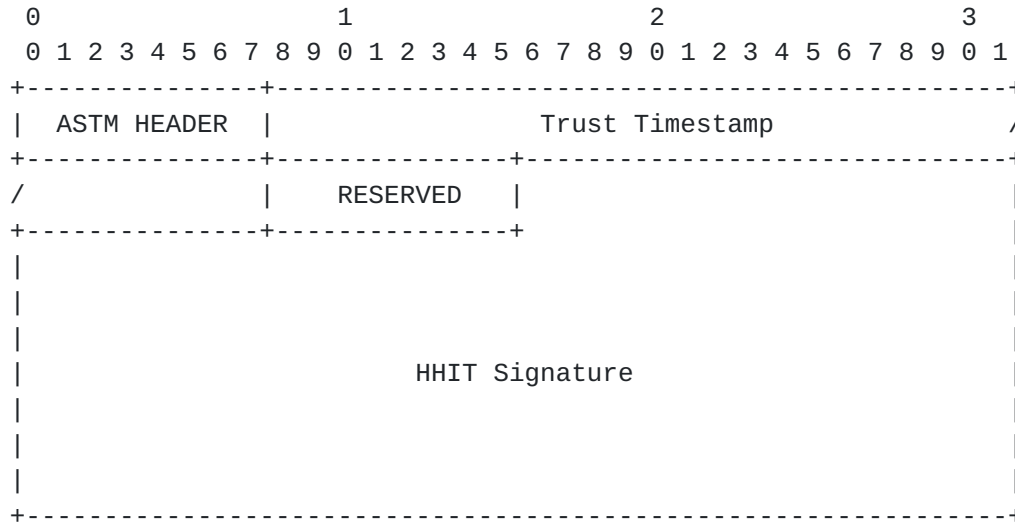 0                   1                   2                   3
 0 1 2 3 4 5 6 7 8 9 0 1 2 3 4 5 6 7 8 9 0 1 2 3 4 5 6 7 8 9 0 1
+---------------+-----------------------------------------------+
|  ASTM HEADER  |                 Trust Timestamp               /
+---------------+---------------+-------------------------------+
/               |    RESERVED   |                               |
+---------------+---------------+                               |
|                                                               |
|                                                               |
|                                                               |
|                         HHIT Signature                        |
|                                                               |
|                                                               |
|                                                               |
+---------------------------------------------------------------+